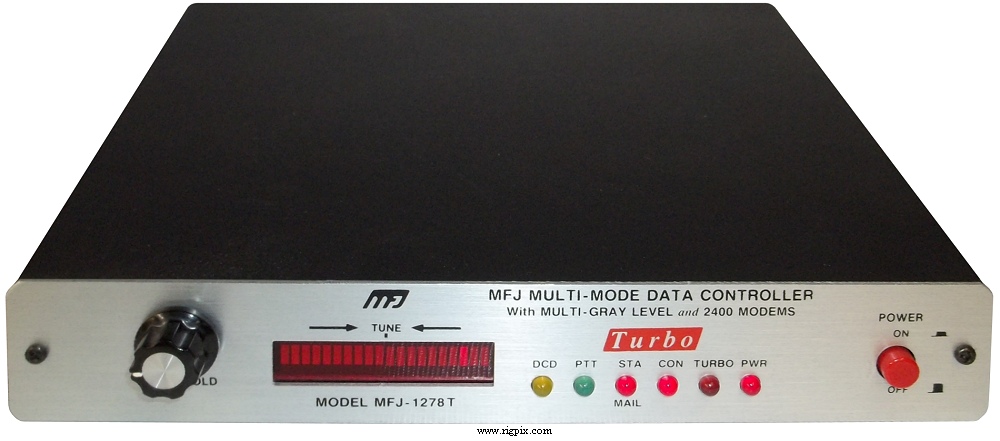 MFJ
MFJ MULTI-MODE DATA CONTROLLER
With MULTI-GRAY LEVEL and 2400 MODEMS
TUNE
Turbo
POWER
ON
DCD PTT STA CON TURBO PWR
MAIL
OFF
MODEL MFJ-1278T
www.rigpix.com